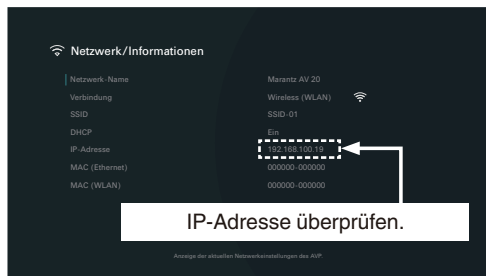 Netzwerk/Informationen
Netzwerk-Name Marantz AV 20
Verbindung Wireless (WLAN)
SSID SSID-01
DHCP Ein
IP-Adresse 192.168.100.19
MAC (Ethernet) 000000-000000
MAC (WLAN) 000000-000000
IP-Adresse überprüfen.
Anzeige der aktuellen Netzwerkeinstellungen des AVP.